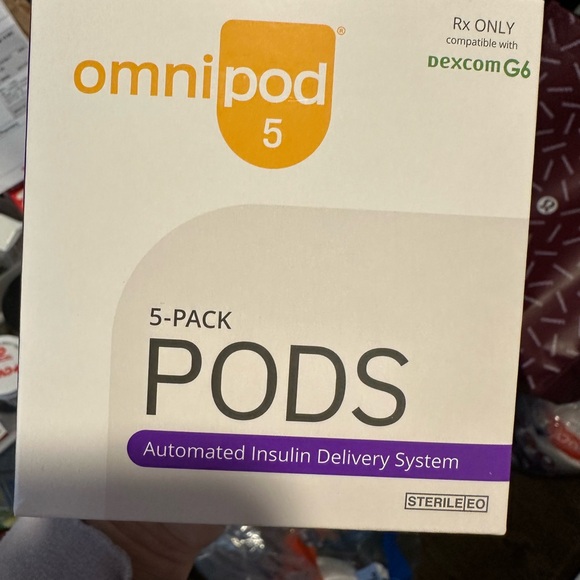 Rx ONLY
compatible with
Dexcom G6
omnipod®
5
5-PACK
PODS
Automated Insulin Delivery System
STERILE EO